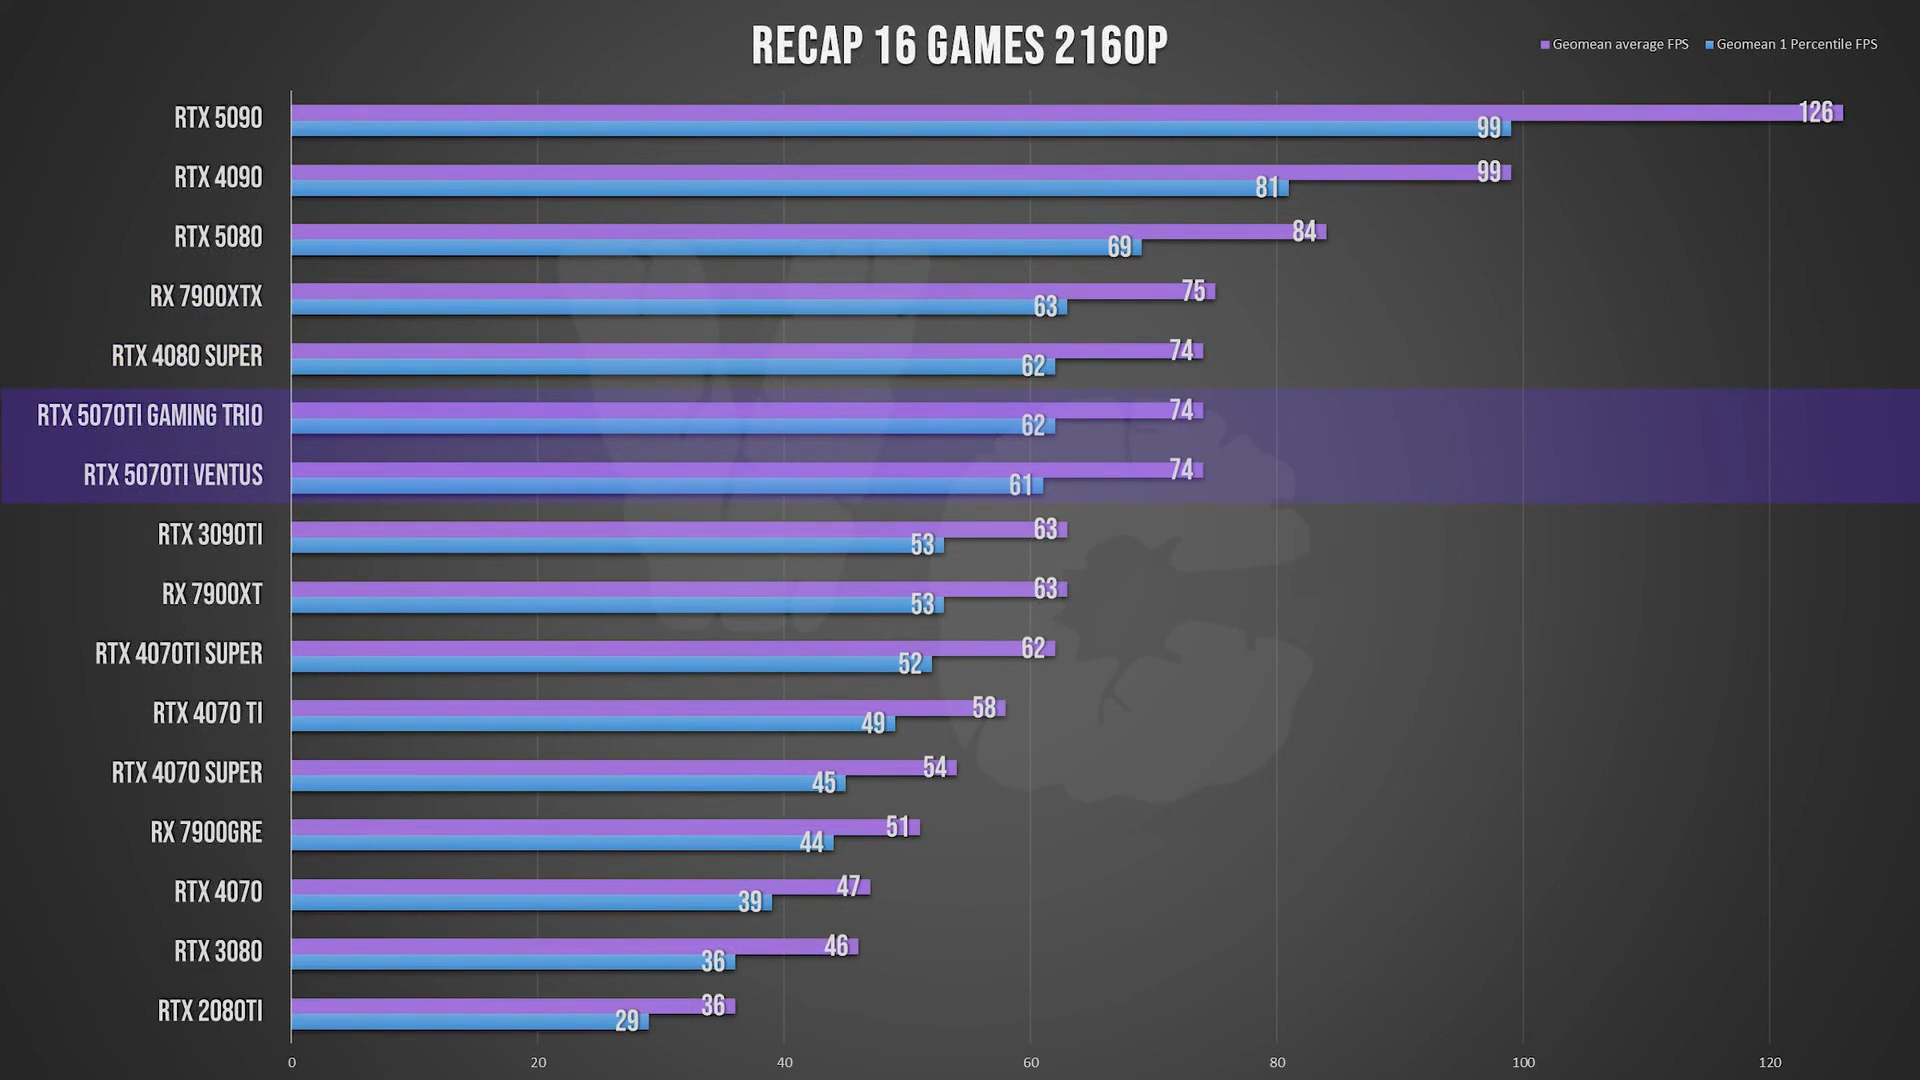 RECAP 16 GAMES 2160P
Geomean average FPS
Geomean 1 Percentile FPS
RTX 5090
126
99
RTX 4090
99
81
RTX 5080
84
69
RX 7900XTX
75
63
RTX 4080 SUPER
74
62
RTX 5070TI GAMING TRIO
74
62
RTX 5070TI VENTUS
74
61
RTX 3090TI
63
53
RX 7900XT
63
53
RTX 4070TI SUPER
62
52
RTX 4070 TI
58
49
RTX 4070 SUPER
54
45
RX 7900GRE
51
44
RTX 4070
47
39
RTX 3080
46
36
RTX 2080TI
36
29
0 20 40 60 80 100 120